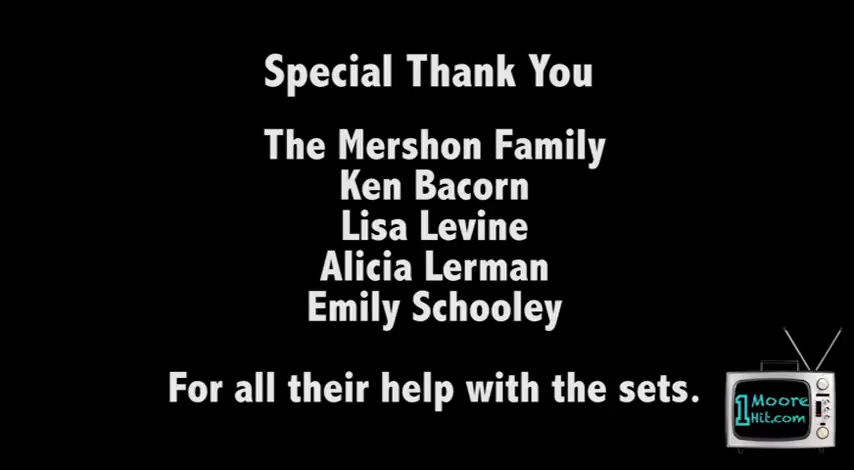 Special Thank You
The Mershon Family
Ken Bacorn
Lisa Levine
Alicia Lerman
Emily Schooley
For all their help with the sets.
1 Moore
Hit.com